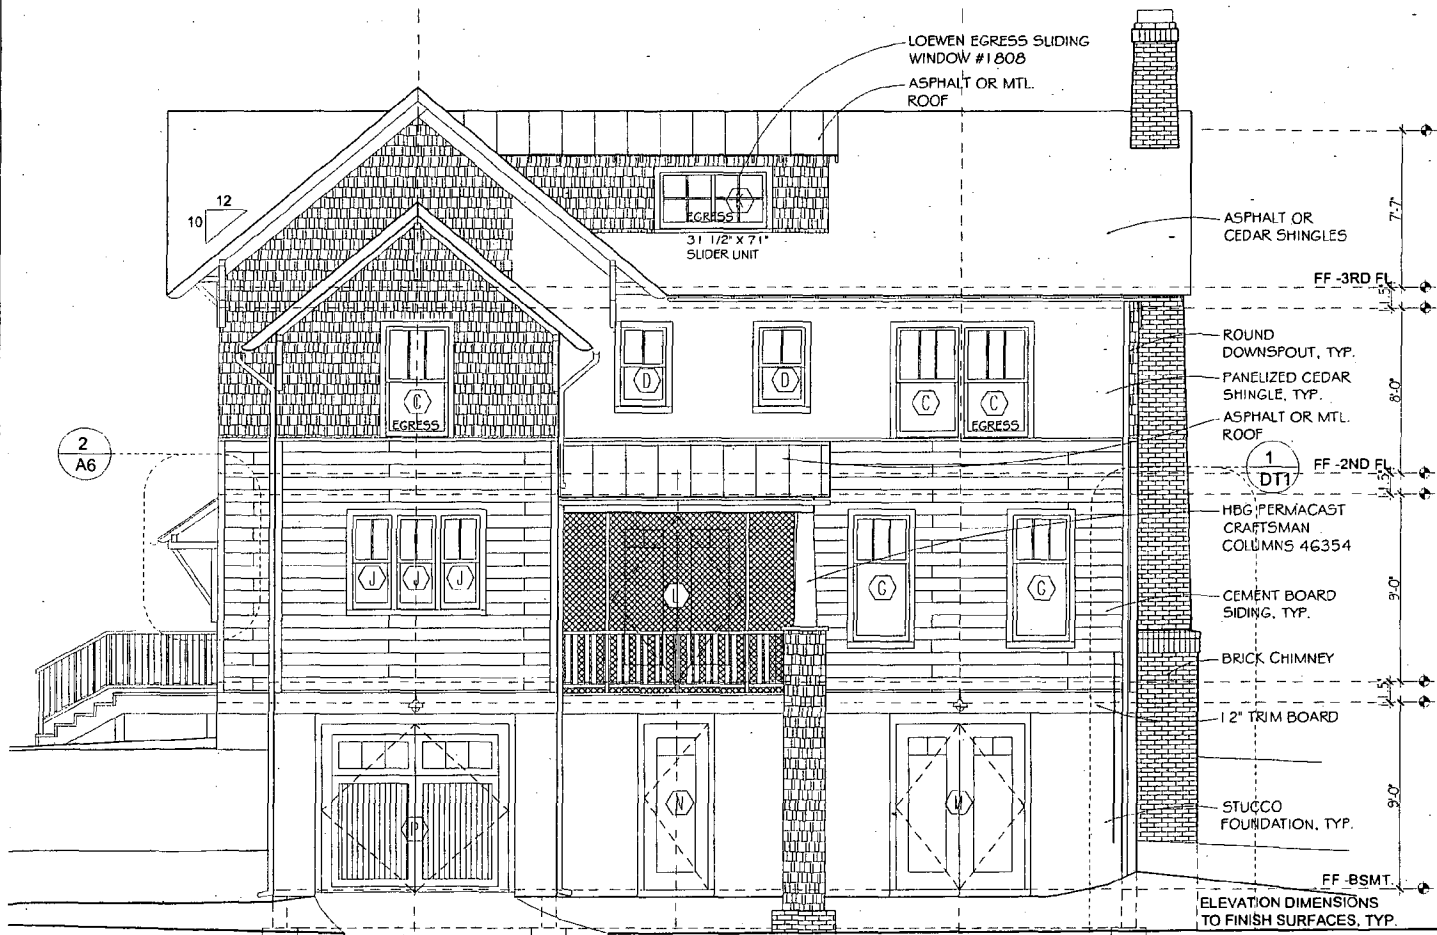 LOEWEN EGRESS SLIDING
WINDOW #1808
ASPHALT OR MTL.
ROOF
12
10
EGRESS
31 1/2" X 71"
SLIDER UNIT
ASPHALT OR
CEDAR SHINGLES
7'-7"
FF -3RD FL
1.5'
ROUND
DOWNSPOUT, TYP.
D
D
C
C
C
EGRESS
EGRESS
PANELIZED CEDAR
SHINGLE, TYP.
8'-0"
ASPHALT OR MTL.
ROOF
2
A6
1
DT1
FF -2ND FL
1.5'
HBG PERMACAST
CRAFTSMAN
COLUMNS 46354
J
J
J
L
G
G
9'-0"
CEMENT BOARD
SIDING, TYP.
BRICK CHIMNEY
1.5'
12" TRIM BOARD
P
N
M
9'-0"
STUCCO
FOUNDATION, TYP.
FF -BSMT.
ELEVATION DIMENSIONS
TO FINISH SURFACES, TYP.